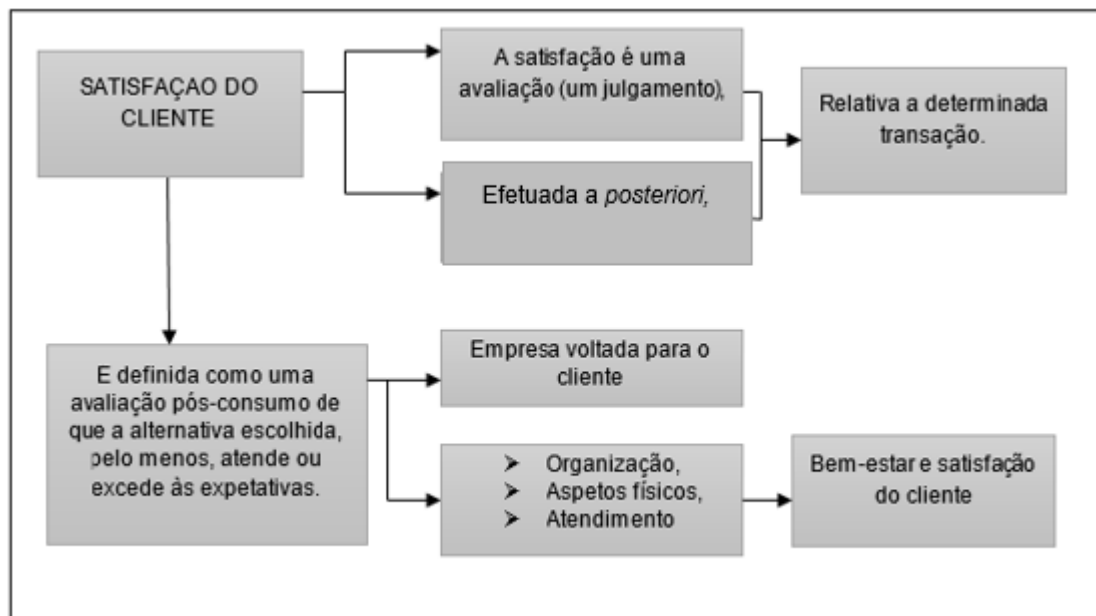 SATISFAÇAO DO
CLIENTE
A satisfação é uma
avaliação (um julgamento),
Efetuada a posteriori,
Relativa a determinada
transação.
E definida como uma
avaliação pós-consumo de
que a alternativa escolhida,
pelo menos, atende ou
excede às expetativas.
Empresa voltada para o
cliente
➢ Organização,
➢ Aspetos físicos,
➢ Atendimento
Bem-estar e satisfação
do cliente